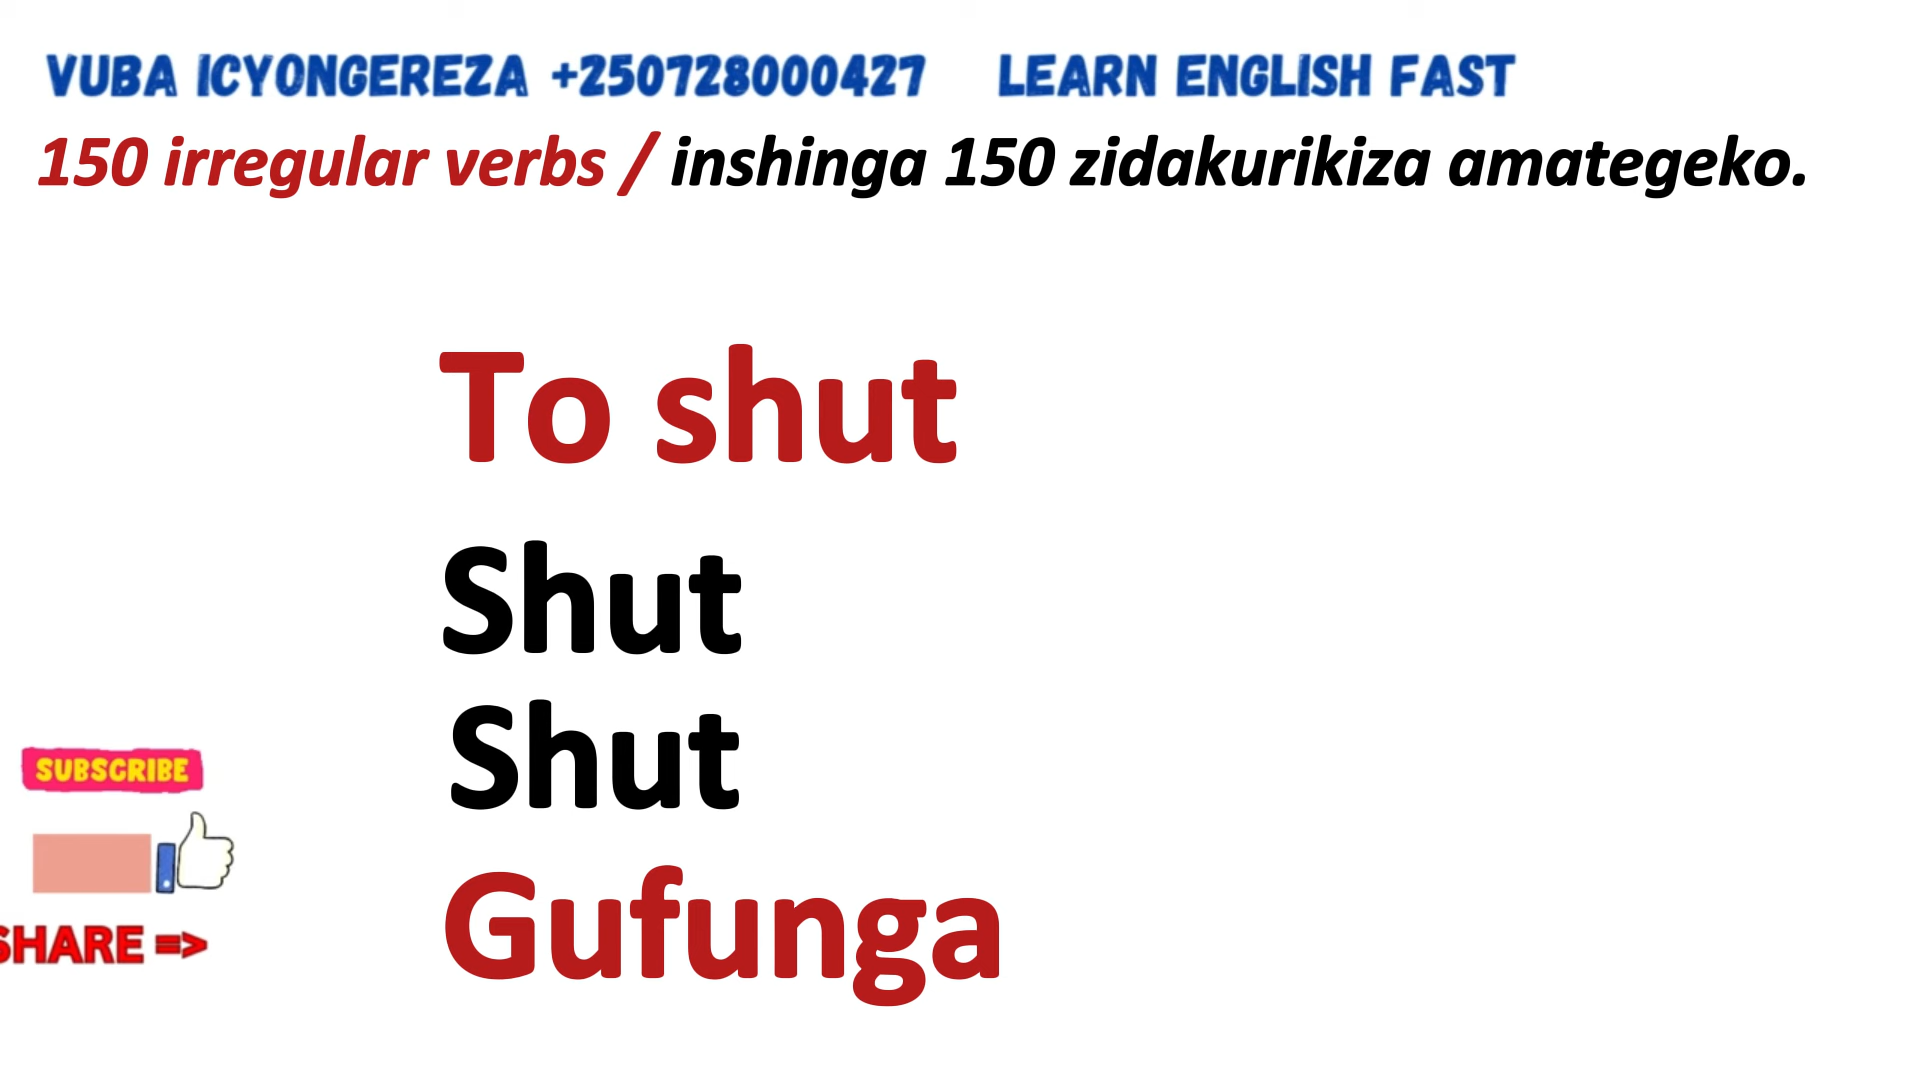 VUBA ICYONGEREZA +250728000427 LEARN ENGLISH FAST
150 irregular verbs / inshinga 150 zidakurikiza amategeko.
To shut
Shut
Shut
Gufunga
SUBSCRIBE
SHARE =>